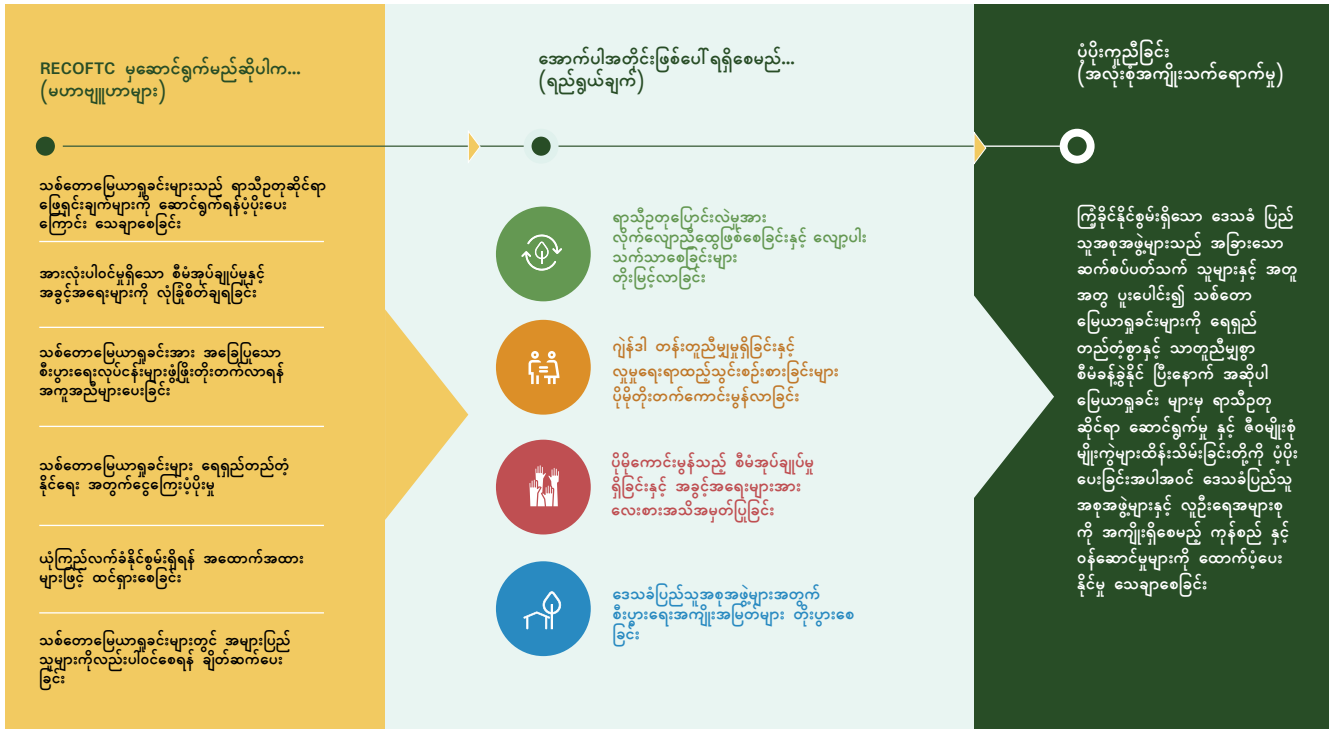 RECOFTC မှဆောင်ရွက်မည်ဆိုပါက...
(မဟာဗျူဟာများ)
သစ်တောမြေယာရှုခင်းများသည် ရာသီဥတုဆိုင်ရာ
ဖြေရှင်းချက်များကို ဆောင်ရွက်ရန်ပံ့ပိုးပေး
ကြောင်း သေချာစေခြင်း
အားလုံးပါဝင်မှုရှိသော စီမံအုပ်ချုပ်မှုနှင့်
အခွင့်အရေးများကို လုံခြုံစိတ်ချရခြင်း
သစ်တောမြေယာရှုခင်းအား အခြေပြုသော
စီးပွားရေးလုပ်ငန်းများဖွံ့ဖြိုးတိုးတက်လာရန်
အကူအညီများပေးခြင်း
သစ်တောမြေယာရှုခင်းများ ရေရှည်တည်တံ့
နိုင်ရေး အတွက်ငွေကြေးပံ့ပိုးမှု
ယုံကြည်လက်ခံနိုင်စွမ်းရှိရန် အထောက်အထား
များဖြင့် ထင်ရှားစေခြင်း
သစ်တောမြေယာရှုခင်းများတွင် အများပြည်
သူများကိုလည်းပါဝင်စေရန် ချိတ်ဆက်ပေး
ခြင်း
အောက်ပါအတိုင်းဖြစ်ပေါ် ရရှိစေမည်...
(ရည်ရွယ်ချက်)
ရာသီဥတုပြောင်းလဲမှုအား
လိုက်လျောညီထွေဖြစ်စေခြင်းနှင့် လျော့ပါး
သက်သာစေခြင်းများ
တိုးမြှင့်လာခြင်း
ဂျဲန်ဒါ တန်းတူညီမျှမှုရှိခြင်းနှင့်
လူမှုရေးရာထည့်သွင်းစဉ်းစားခြင်းများ
ပိုမိုတိုးတက်ကောင်းမွန်လာခြင်း
ပိုမိုကောင်းမွန်သည့် စီမံအုပ်ချုပ်မှု
ရှိခြင်းနှင့် အခွင့်အရေးများအား
လေးစားအသိအမှတ်ပြုခြင်း
ဒေသခံပြည်သူအစုအဖွဲ့များအတွက်
စီးပွားရေးအကျိုးအမြတ်များ တိုးပွားစေ
ခြင်း
ပံ့ပိုးကူညီခြင်း
(အလုံးစုံအကျိုးသက်ရောက်မှု)
ကြံ့ခိုင်နိုင်စွမ်းရှိသော ဒေသခံ ပြည်
သူအစုအဖွဲ့များသည် အခြားသော
ဆက်စပ်ပတ်သက် သူများနှင့် အတူ
အတွ ပူးပေါင်း၍ သစ်တော
မြေယာရှုခင်းများကို ရေရှည်
တည်တံ့စွာနှင့် သာတူညီမျှစွာ
စီမံခန့်ခွဲနိုင် ပြီးနောက် အဆိုပါ
မြေယာရှုခင်း များမှ ရာသီဥတု
ဆိုင်ရာ ဆောင်ရွက်မှု နှင့် ဇီဝမျိုးစုံ
မျိုးကွဲများထိန်းသိမ်းခြင်းတို့ကို ပံ့ပိုး
ပေးခြင်းအပါအဝင် ဒေသခံပြည်သူ
အစုအဖွဲ့များနှင့် လူဦးရေအများစု
ကို အကျိုးရှိစေမည့် ကုန်စည် နှင့်
ဝန်ဆောင်မှုများကို ထောက်ပံ့ပေး
နိုင်မှု သေချာစေခြင်း